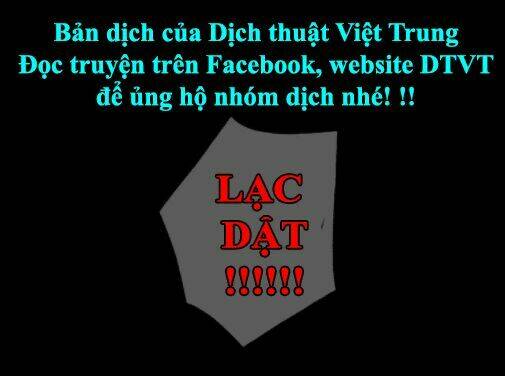 Bản dịch của Dịch thuật Việt Trung
Đọc truyện trên Facebook, website DTVT
để ủng hộ nhóm dịch nhé! !!
LẠC
DẬT
!!!!!!